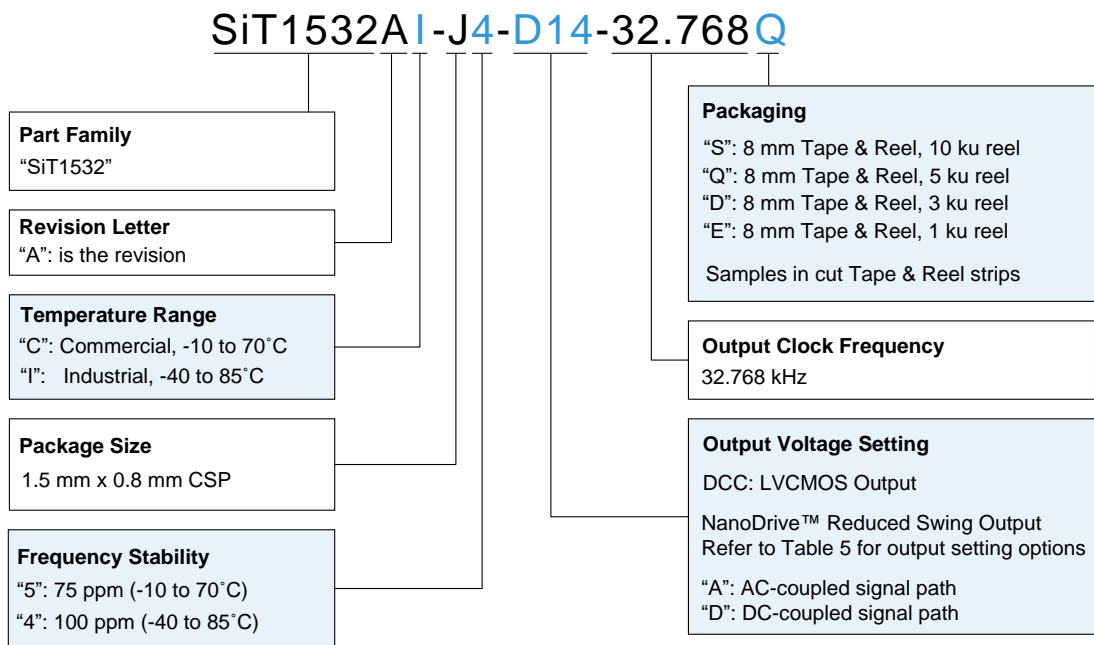 SiT1532AI-J4-D14-32.768Q
Part Family
“SiT1532”
Revision Letter
“A”: is the revision
Temperature Range
“C”: Commercial, -10 to 70˚C
“I”: Industrial, -40 to 85˚C
Package Size
1.5 mm x 0.8 mm CSP
Frequency Stability
“5”: 75 ppm (-10 to 70˚C)
“4”: 100 ppm (-40 to 85˚C)
Packaging
“S”: 8 mm Tape & Reel, 10 ku reel
“Q”: 8 mm Tape & Reel, 5 ku reel
“D”: 8 mm Tape & Reel, 3 ku reel
“E”: 8 mm Tape & Reel, 1 ku reel
Samples in cut Tape & Reel strips
Output Clock Frequency
32.768 kHz
Output Voltage Setting
DCC: LVCMOS Output
NanoDrive™ Reduced Swing Output
Refer to Table 5 for output setting options
“A”: AC-coupled signal path
“D”: DC-coupled signal path